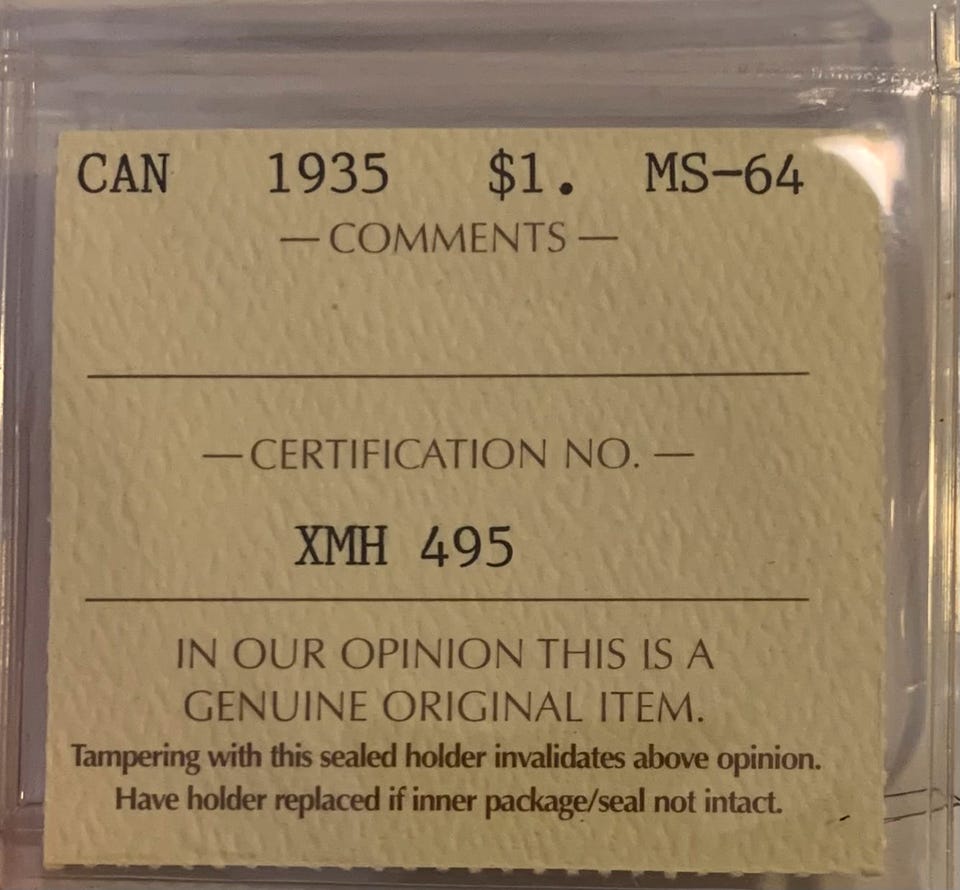 CAN 1935 $1. MS-64
— COMMENTS —
— CERTIFICATION NO. —
XMH 495
IN OUR OPINION THIS IS A
GENUINE ORIGINAL ITEM.
Tampering with this sealed holder invalidates above opinion.
Have holder replaced if inner package/seal not intact.